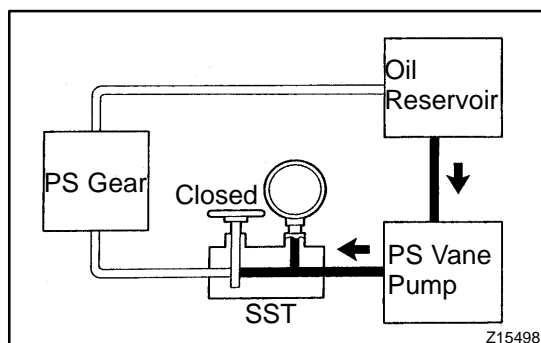 Oil
Reservoir
PS Gear
Closed
PS Vane
Pump
SST
Z15498